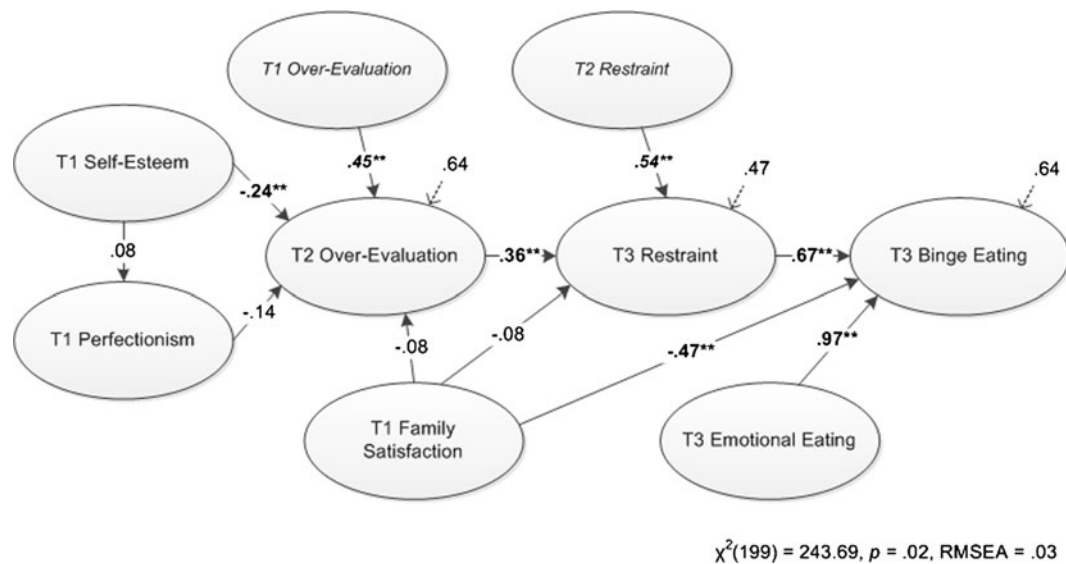 T1 Over-Evaluation
T2 Restraint
T1 Self-Esteem
.45**
.64
.54**
.47
.64
-.24**
.08
T2 Over-Evaluation
.36**
T3 Restraint
.67**
T3 Binge Eating
T1 Perfectionism
-.14
-.08
-.08
-.47**
.97**
T1 Family
Satisfaction
T3 Emotional Eating
χ²(199) = 243.69, p = .02, RMSEA = .03